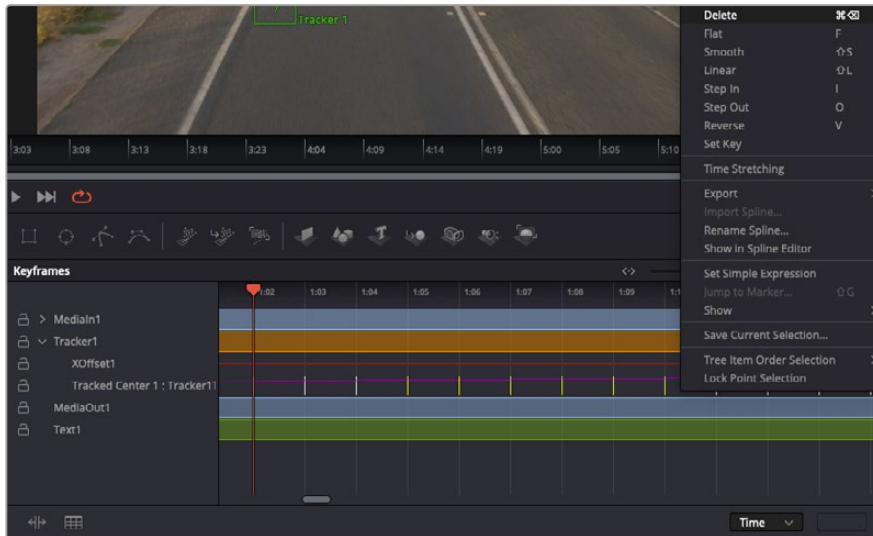 Tracker 1
Delete ⌘⌫
Flat F
Smooth ⇧S
Linear ⇧L
Step In I
Step Out O
Reverse V
Set Key
Time Stretching
Export
Import Spline...
Rename Spline...
Show in Spline Editor
Set Simple Expression
Jump to Marker... ⇧G
Show
Save Current Selection...
Tree Item Order Selection
Lock Point Selection
3:03 3:08 3:13 3:18 3:23 4:04 4:09 4:14 4:19 5:00 5:05 5:10
T
Keyframes
1:02 1:03 1:04 1:05 1:06 1:07 1:08 1:09
MediaIn1
Tracker1
XOffset1
Tracked Center 1 : Tracker11
MediaOut1
Text1
Time